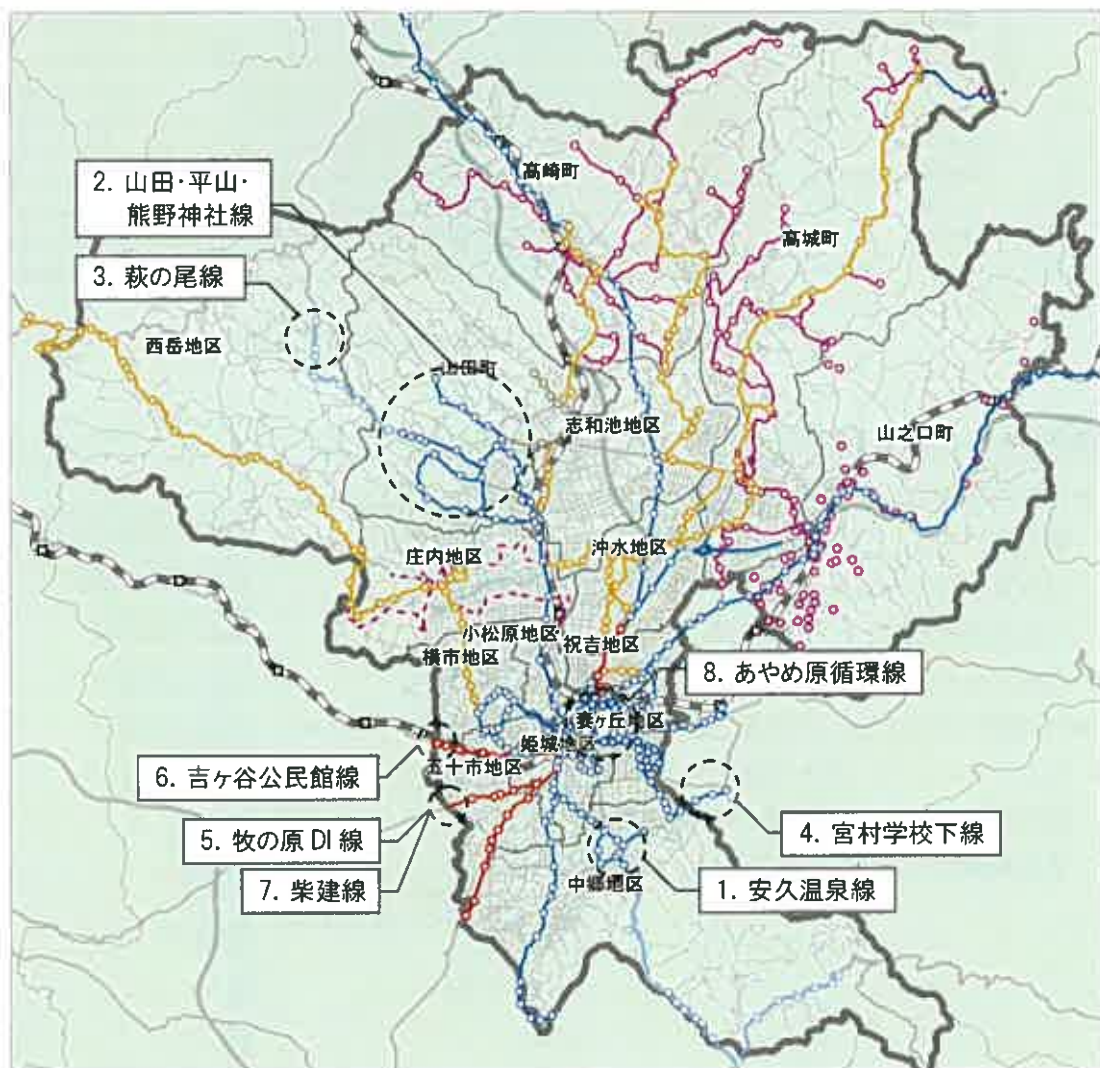 高崎町
2. 山田・平山・
熊野神社線
高城町
3. 萩の尾線
西岳地区
山田町
志和池地区
山之口町
庄内地区
沖水地区
小松原地区
祝吉地区
横市地区
8. あやめ原循環線
妻ヶ丘地区
姫城地区
五十市地区
6. 吉ヶ谷公民館線
5. 牧の原 DI 線
4. 宮村学校下線
7. 柴建線
中郷地区
1. 安久温泉線